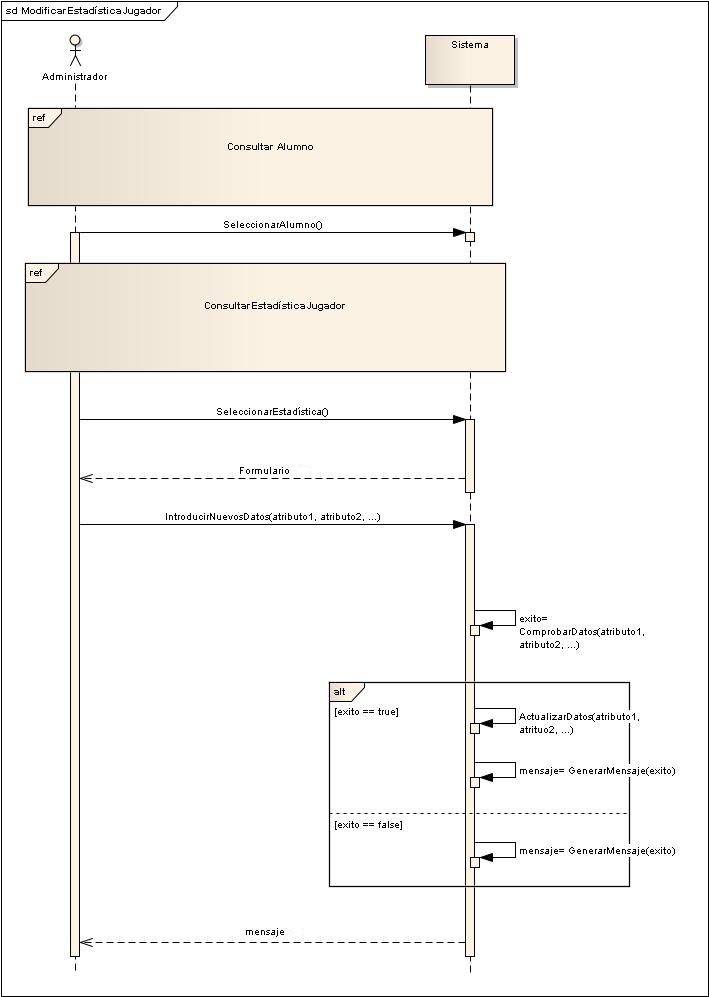 sd ModificarEstadísticaJugador
Administrador
Sistema
ref
Consultar Alumno
SeleccionarAlumno()
ref
ConsultarEstadísticaJugador
SeleccionarEstadística()
Formulario
IntroducirNuevosDatos(atributo1, atributo2, ...)
exito=
ComprobarDatos(atributo1,
atributo2, ...)
alt
[exito == true]
ActualizarDatos(atributo1,
atrituo2, ...)
mensaje= GenerarMensaje(exito)
[exito == false]
mensaje= GenerarMensaje(exito)
mensaje